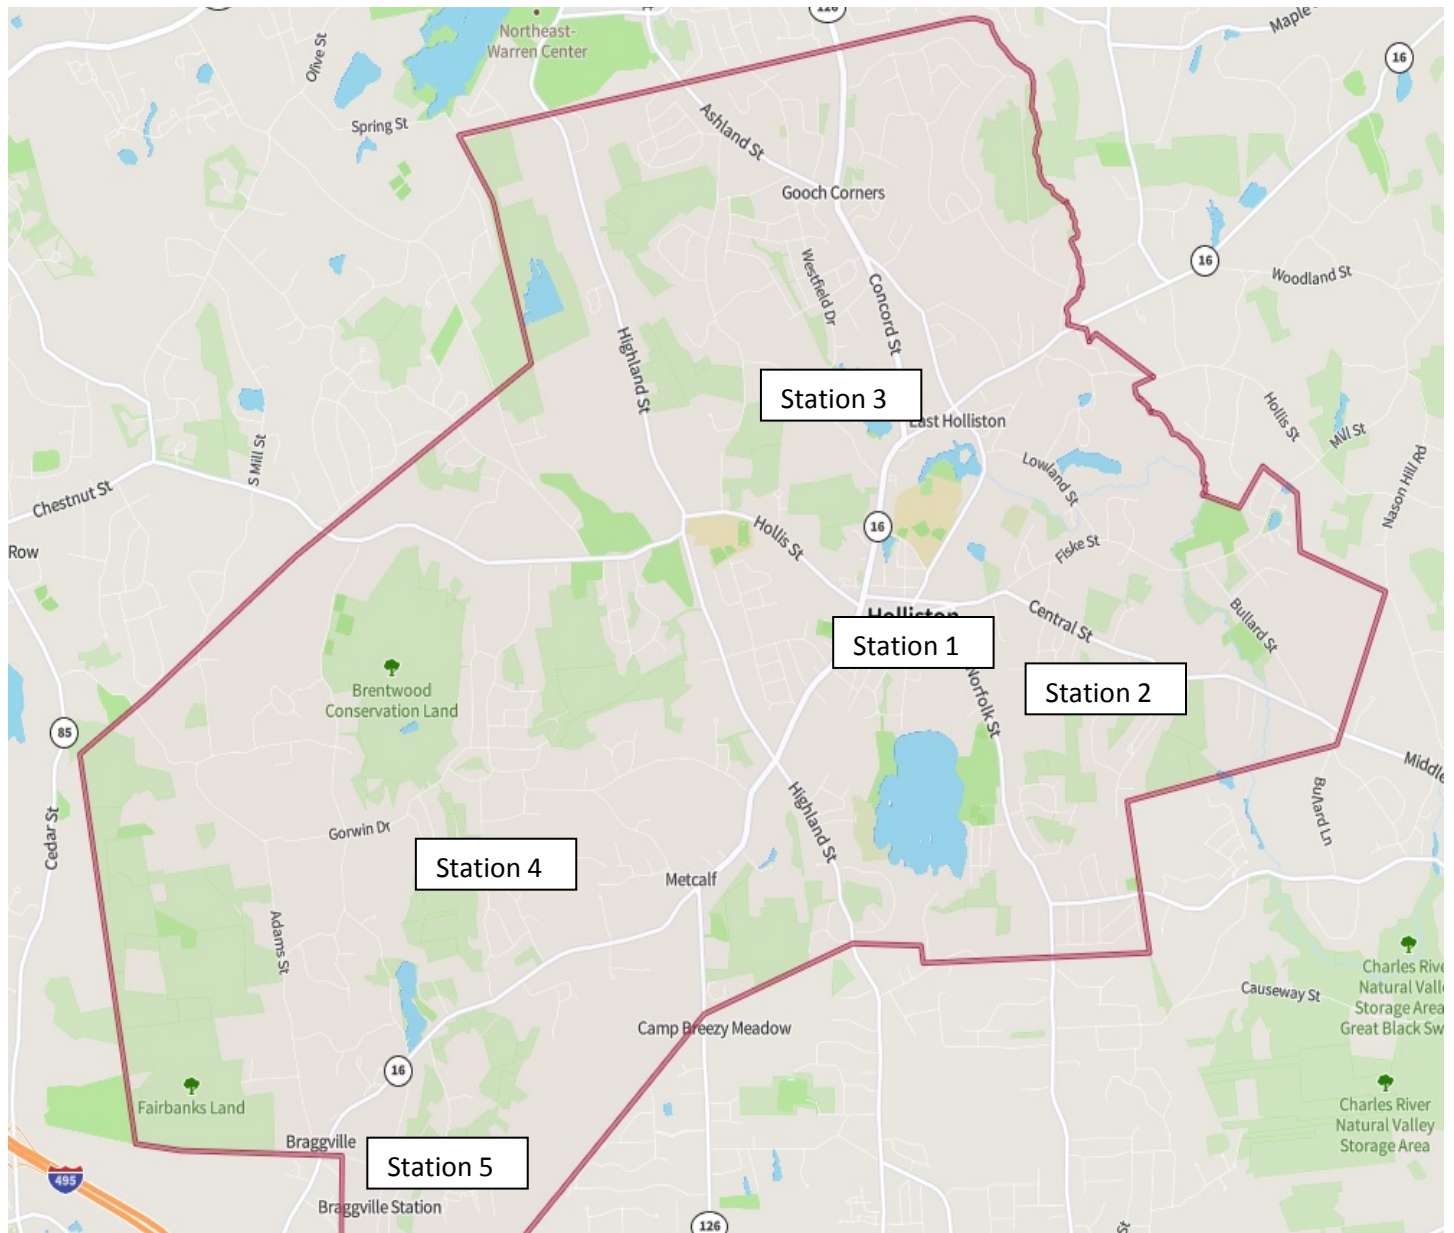 Northeast-
Warren Center
126
Maple
16
Olive St
Spring St
Ashland St
Gooch Corners
16
Woodland St
Westfield Dr
Concord St
Highland St
Station 3
East Holliston
Hollis St
Mill St
Nason Hill Rd
S Mill St
Chestnut St
Lowland St
16
Hollis St
Fiske St
Row
Holliston
Station 1
Central St
Bullard St
Station 2
Norfolk St
Brentwood
Conservation Land
85
Middle
Bullard Ln
Highland St
Cedar St
Gorwin Dr
Station 4
Metcalf
Adams St
Charles Rive
Natural Vall
Storage Area
Great Black Sw
Causeway St
Camp Breezy Meadow
16
Fairbanks Land
Charles River
Natural Valley
Storage Area
Braggville
Station 5
495
Braggville Station
126
St